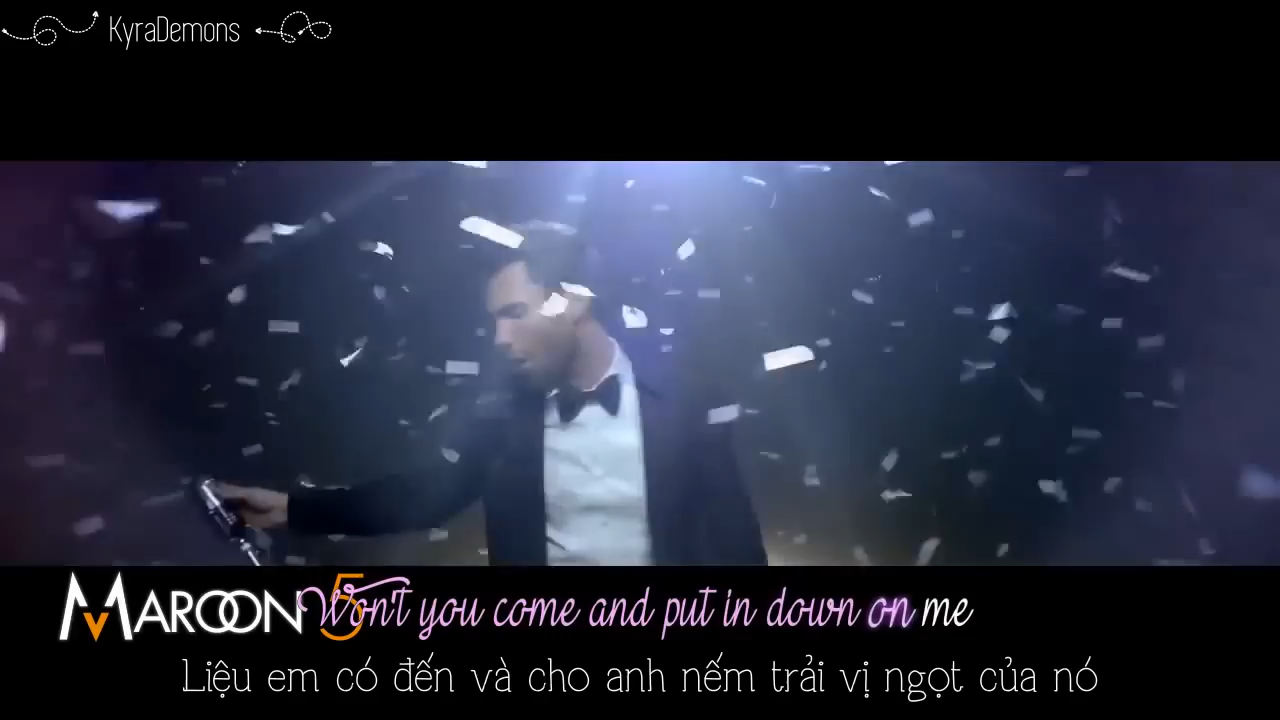 KyraDemons
MAROON 5 Won't you come and put in down on me
Liệu em có đến và cho anh nếm trải vị ngọt của nó